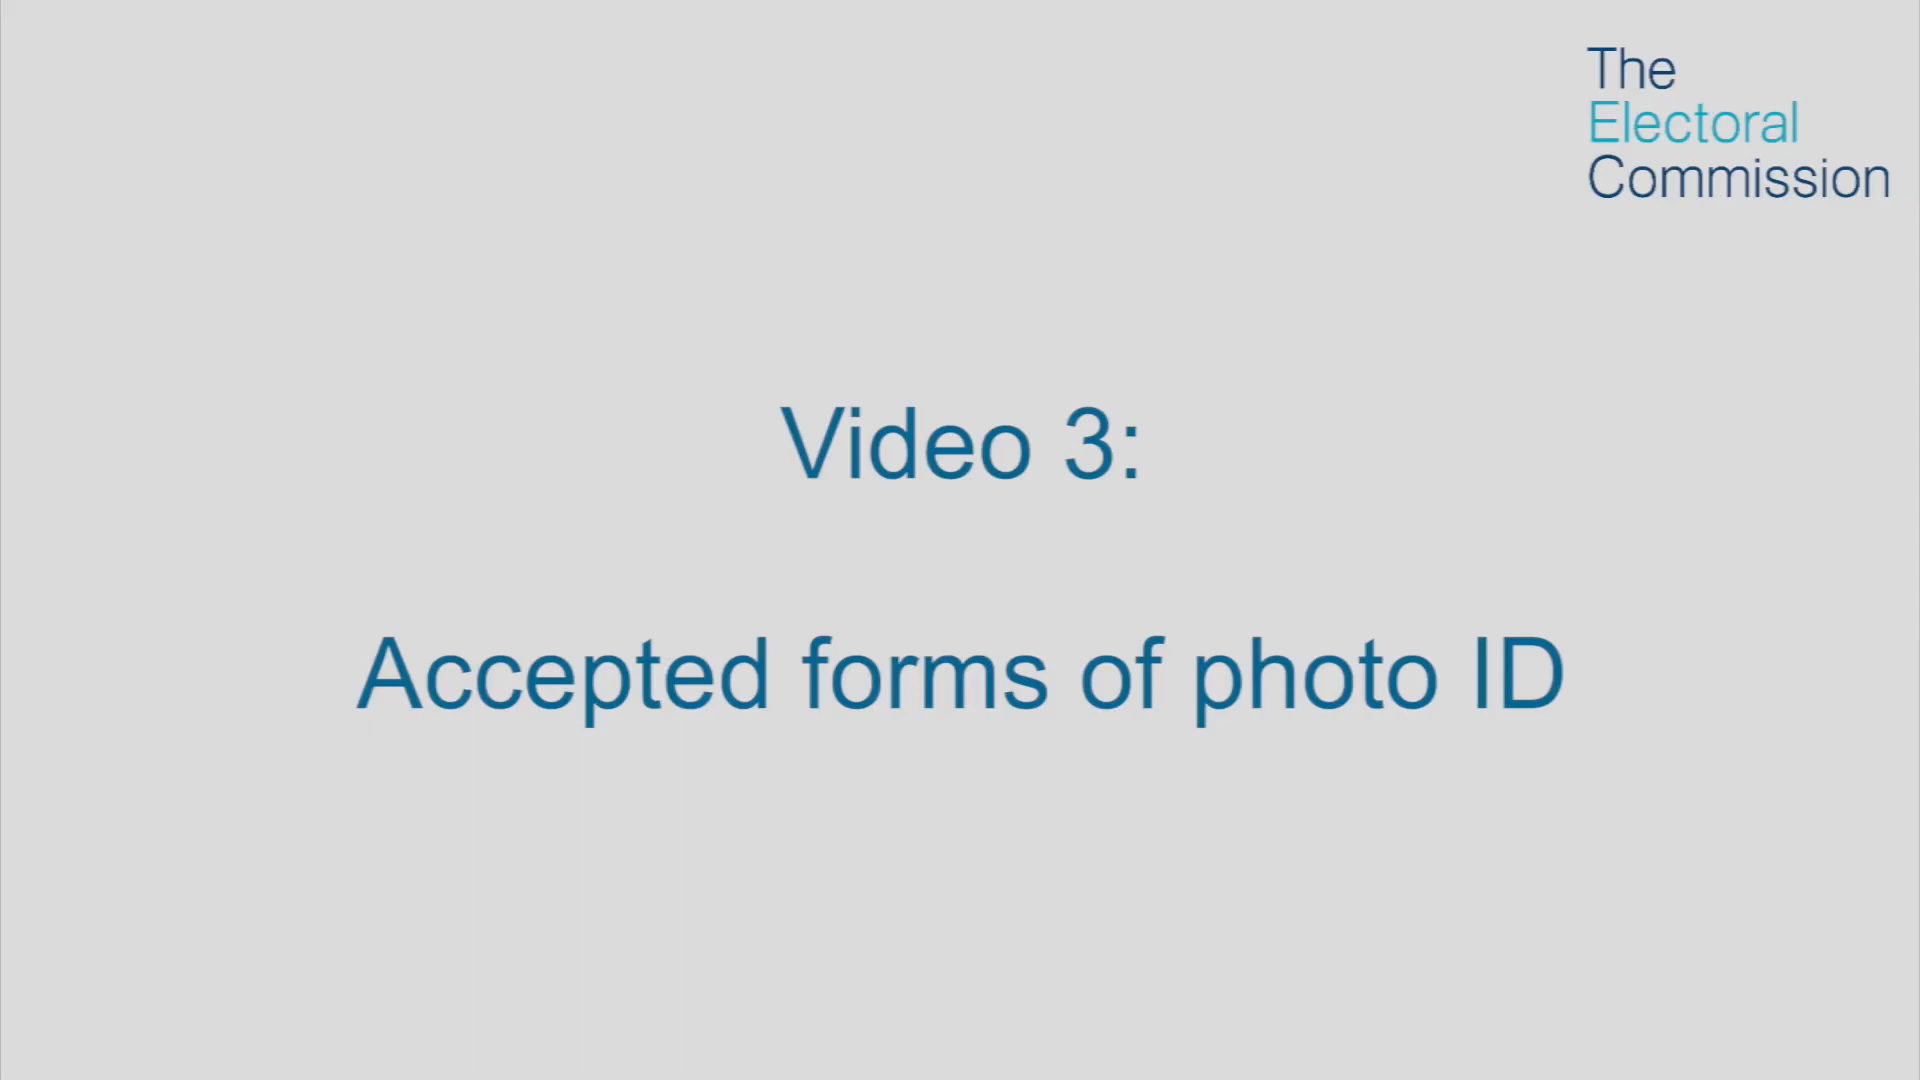 The
Electoral
Commission
Video 3:
Accepted forms of photo ID